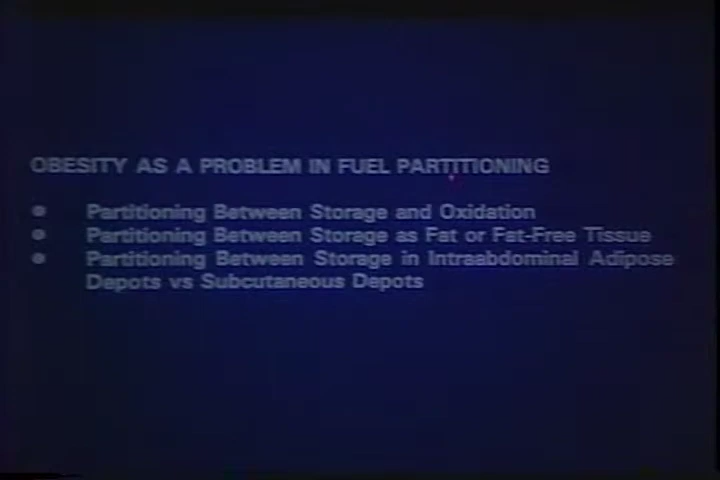 OBESITY AS A PROBLEM IN FUEL PARTITIONING
● Partitioning Between Storage and Oxidation
● Partitioning Between Storage as Fat or Fat-Free Tissue
● Partitioning Between Storage in Intraabdominal Adipose
Depots vs Subcutaneous Depots